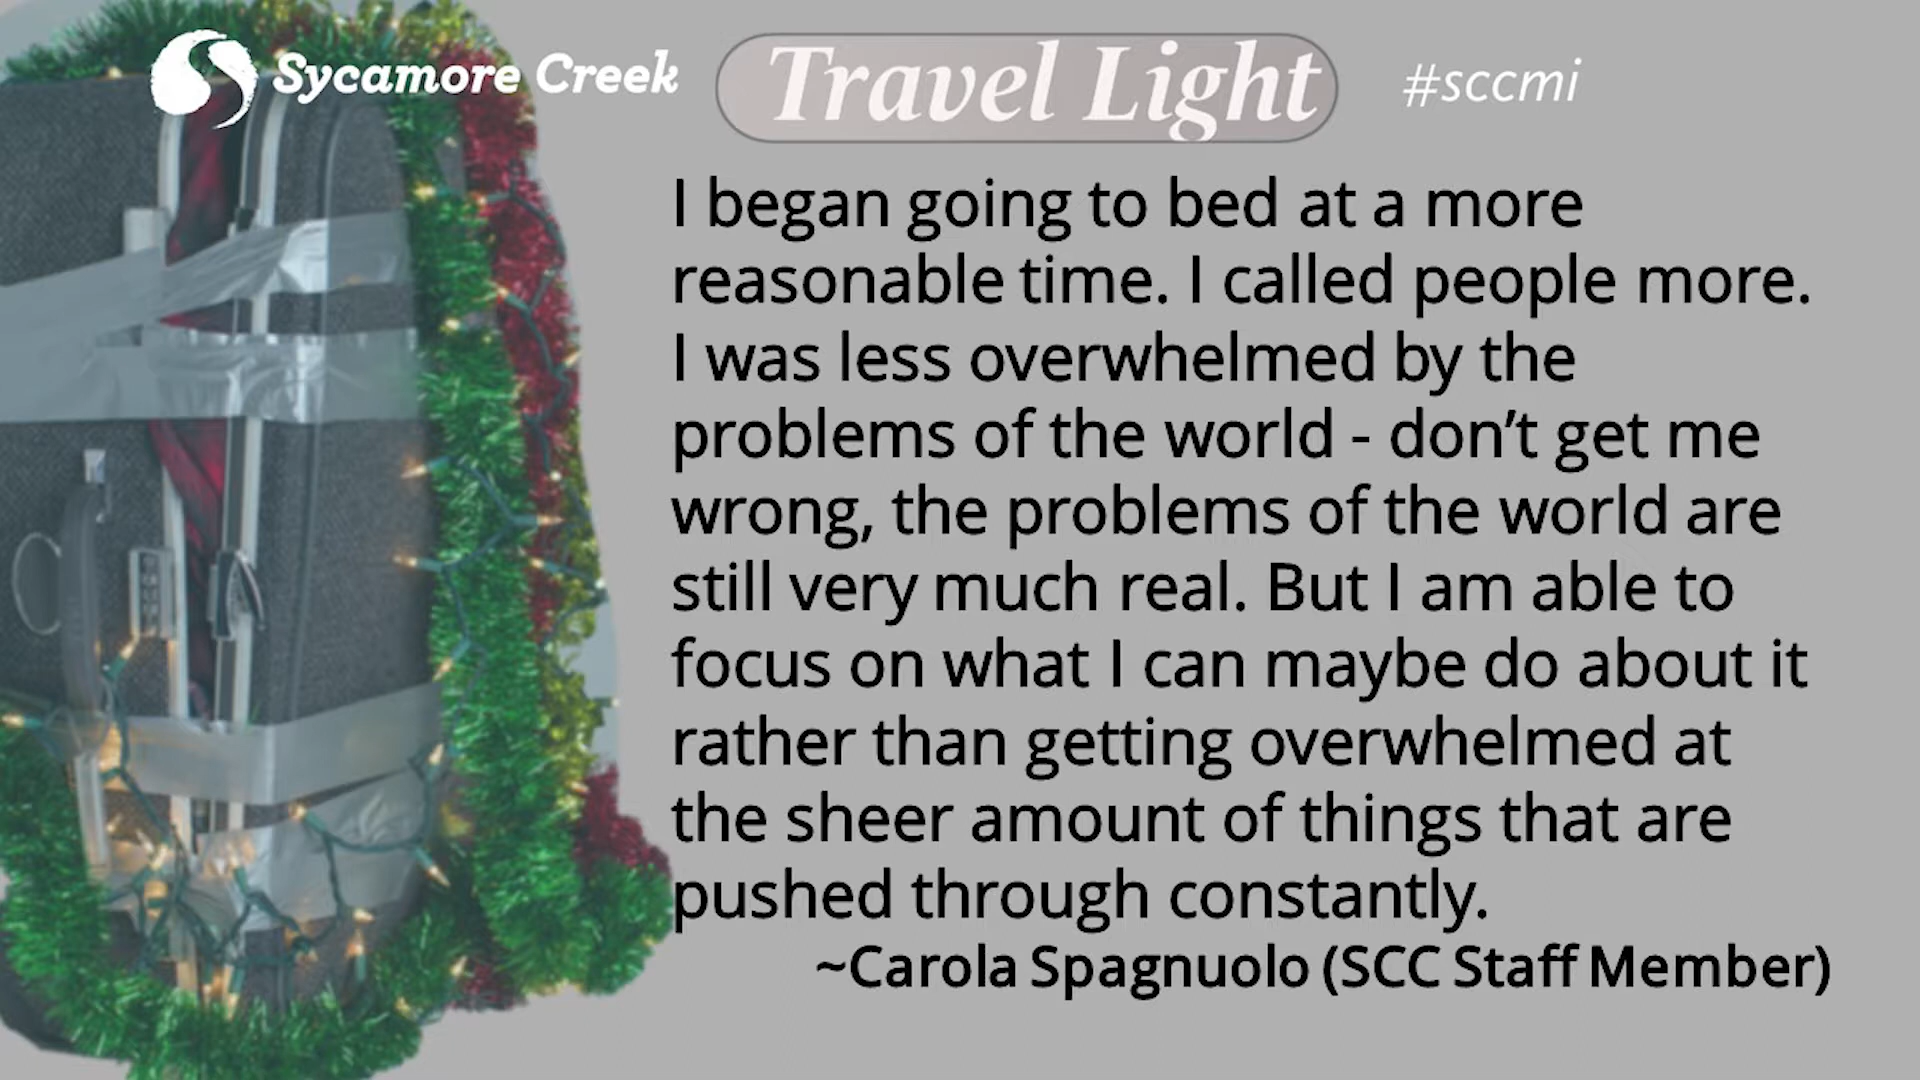 Sycamore Creek
Travel Light
#sccmi
I began going to bed at a more
reasonable time. I called people more.
I was less overwhelmed by the
problems of the world - don’t get me
wrong, the problems of the world are
still very much real. But I am able to
focus on what I can maybe do about it
rather than getting overwhelmed at
the sheer amount of things that are
pushed through constantly.
~Carola Spagnuolo (SCC Staff Member)